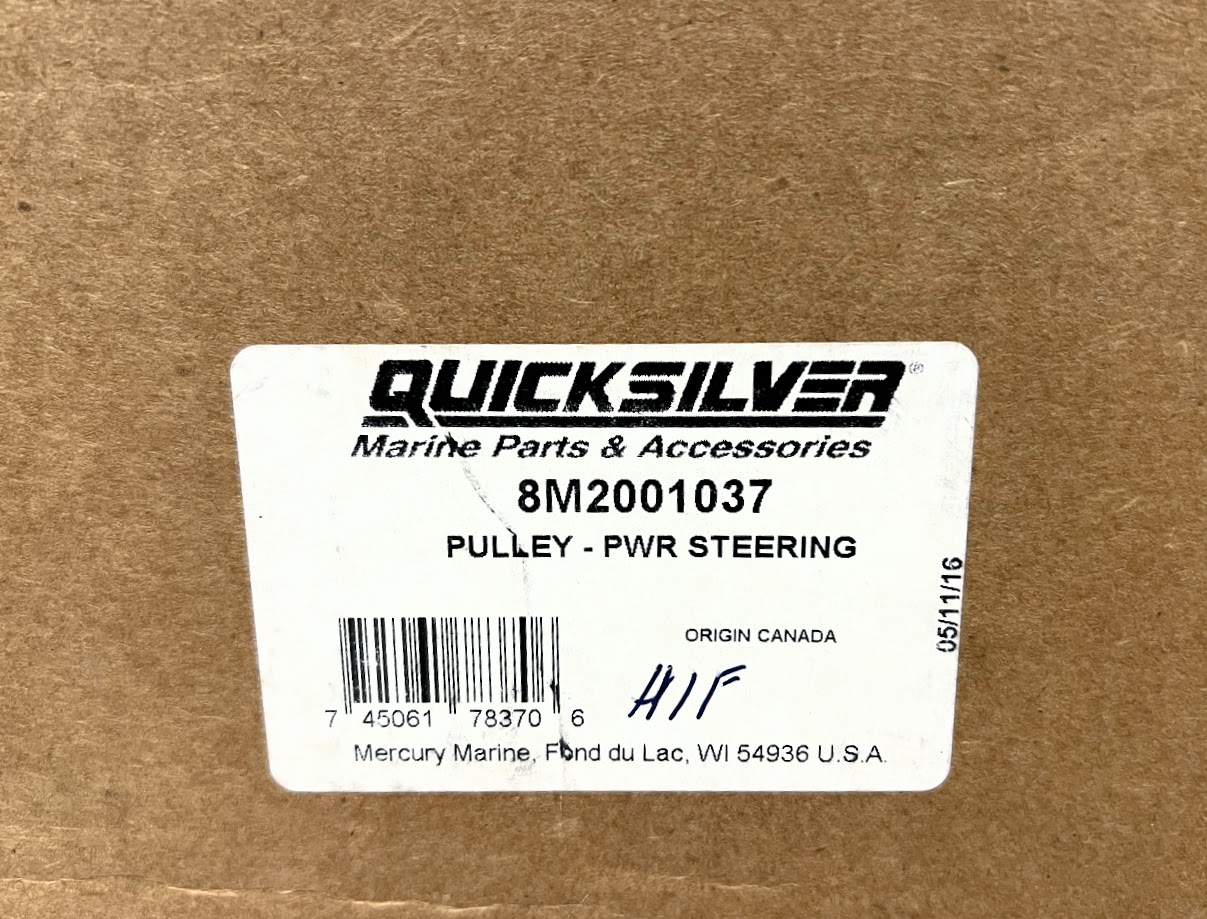 QUICKSILVER®
Marine Parts & Accessories
8M2001037
PULLEY - PWR STEERING
05/11/16
ORIGIN CANADA
H1F
7 45061 78370 6
Mercury Marine, Fond du Lac, WI 54936 U.S.A.